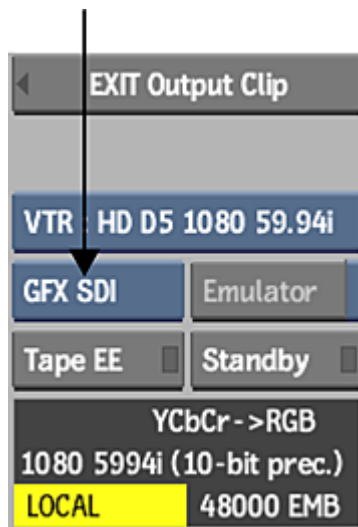 EXIT Output Clip
VTR : HD D5 1080 59.94i
GFX SDI Emulator
Tape EE Standby
YCbCr->RGB
1080 5994i (10-bit prec.)
LOCAL 48000 EMB